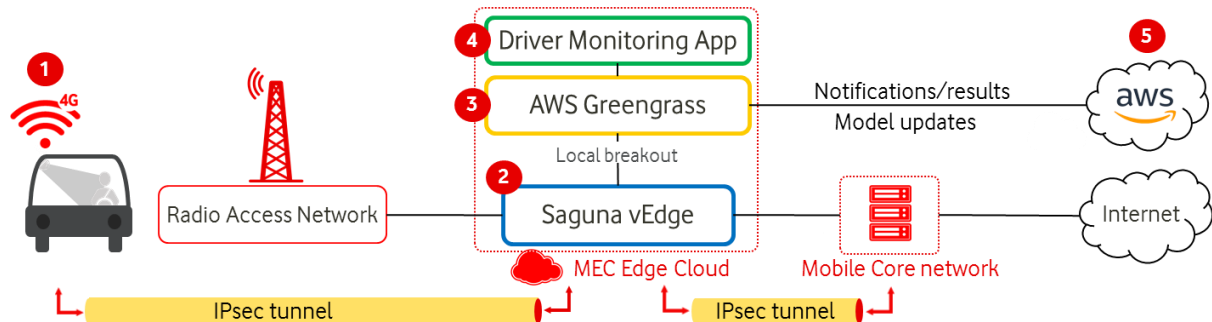 1
4G
Radio Access Network
4
Driver Monitoring App
3
AWS Greengrass
Local breakout
2
Saguna vEdge
MEC Edge Cloud
Notifications/results
Model updates
5
aws
Mobile Core network
Internet
IPsec tunnel
IPsec tunnel